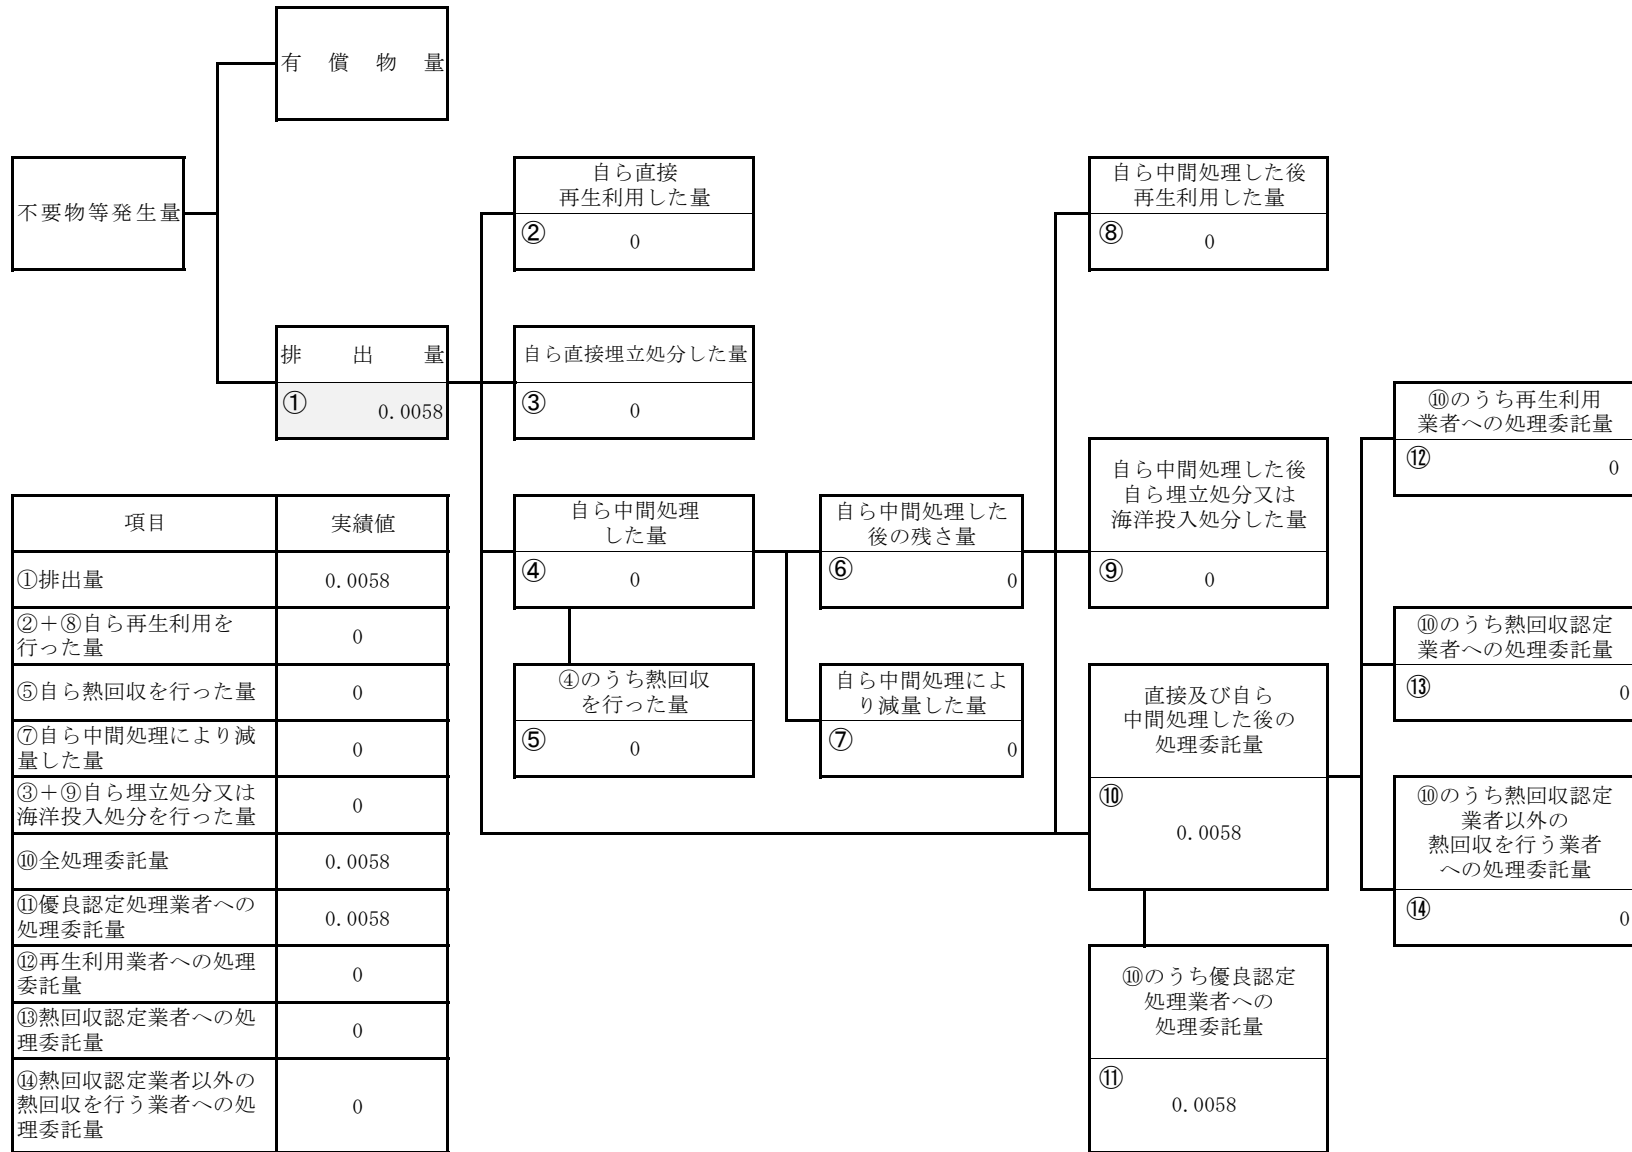 有償物量
不要物等発生量
排出量
①
0.0058
自ら直接
再生利用した量
②
0
自ら直接埋立処分した量
③
0
自ら中間処理
した量
④
0
④のうち熱回収
を行った量
⑤
0
自ら中間処理した
後の残さ量
⑥
0
自ら中間処理によ
り減量した量
⑦
0
自ら中間処理した後
再生利用した量
⑧
0
自ら中間処理した後
自ら埋立処分又は
海洋投入処分した量
⑨
0
直接及び自ら
中間処理した後の
処理委託量
⑩
0.0058
⑩のうち優良認定
処理業者への
処理委託量
⑪
0.0058
⑩のうち再生利用
業者への処理委託量
⑫
0
⑩のうち熱回収認定
業者への処理委託量
⑬
0
⑩のうち熱回収認定
業者以外の
熱回収を行う業者
への処理委託量
⑭
0
項目 実績値
①排出量 0.0058
②+⑧自ら再生利用を
行った量
0
⑤自ら熱回収を行った量 0
⑦自ら中間処理により減
量した量
0
③+⑨自ら埋立処分又は
海洋投入処分を行った量
0
⑩全処理委託量 0.0058
⑪優良認定処理業者への
処理委託量
0.0058
⑫再生利用業者への処理
委託量
0
⑬熱回収認定業者への処
理委託量
0
⑭熱回収認定業者以外の
熱回収を行う業者への処
理委託量
0